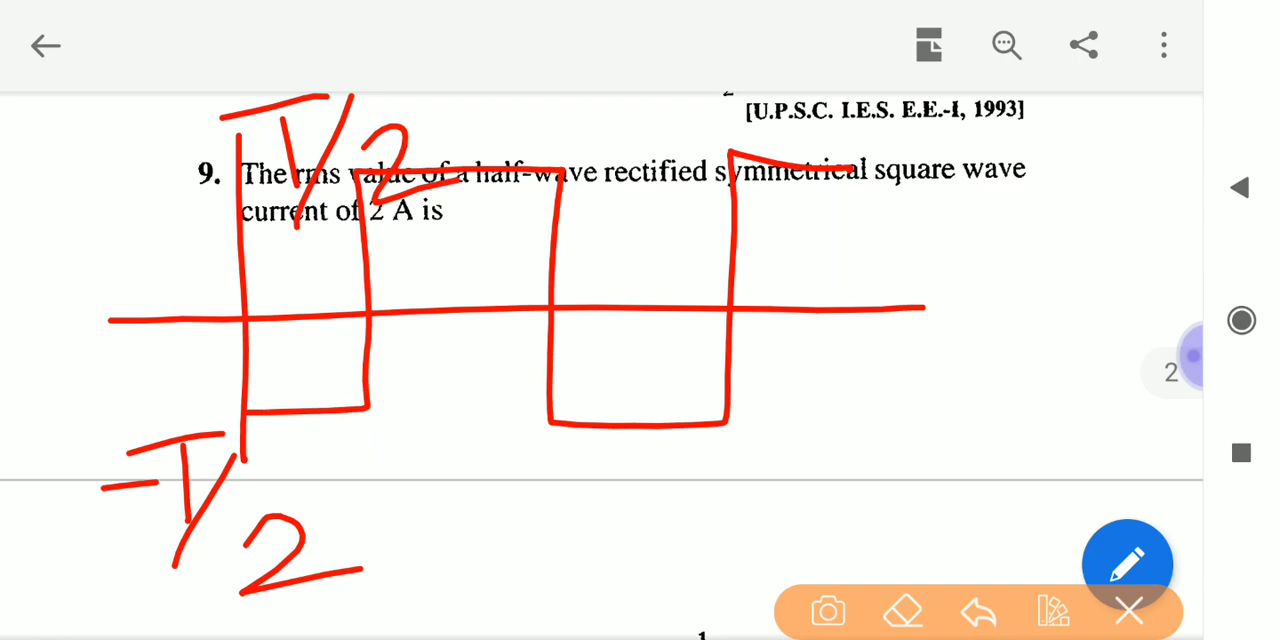 [U.P.S.C. I.E.S. E.E.-I, 1993]
9. The rms value of a half-wave rectified symmetrical square wave
current of 2 A is
T/2
-T/2
2